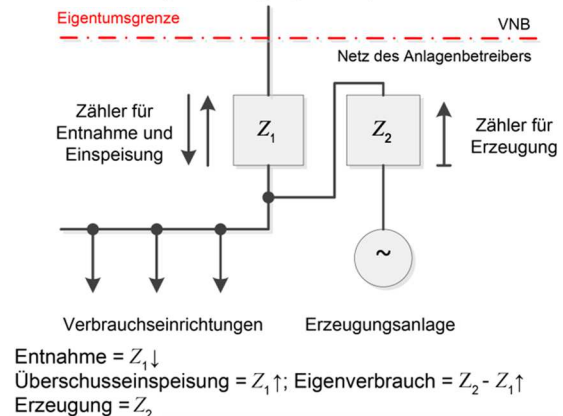 Eigentumsgrenze
VNB
Netz des Anlagenbetreibers
Zähler für
Entnahme und
Einspeisung
Z₁
Z₂
Zähler für
Erzeugung
~
Verbrauchseinrichtungen
Erzeugungsanlage
Entnahme = Z₁↓
Überschusseinspeisung = Z₁↑; Eigenverbrauch = Z₂ - Z₁↑
Erzeugung = Z₂